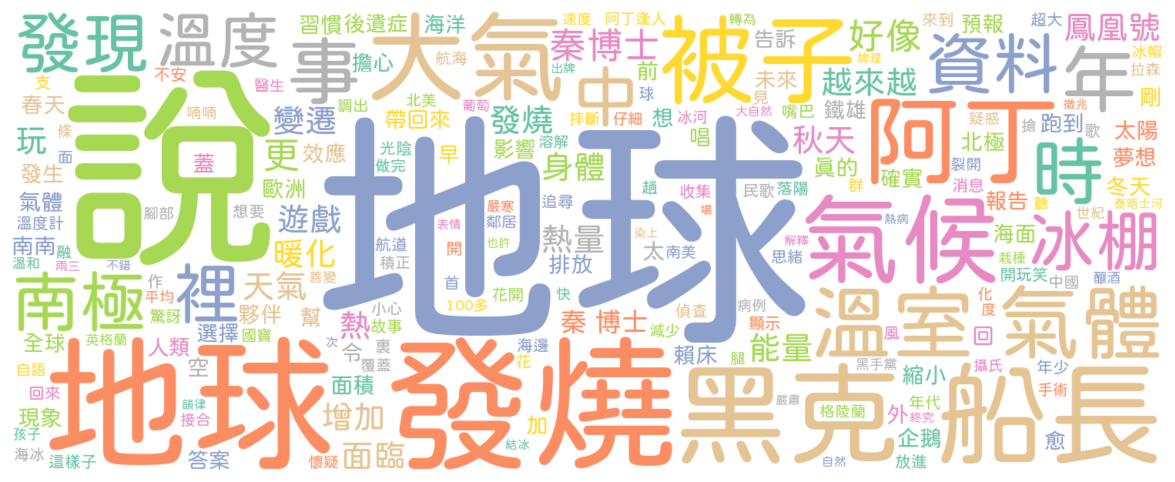 發現
溫度
事
大氣
習慣後遺症
海洋
擔心
航海
速度
阿丁逢人
出牌
秦博士
中
前
球
被子
轉為
告訴
未來
見
好像
越來越
牌理
來到
預報
超大
資料
鳳凰號
年
冰帽
拉森
剛
支
不安
春天
條
面
玩
發生
喃喃
說
蓋
醫生
變遷
調出
北美
帶回來
葡萄
發燒
影響
摔斷
仔細
溶解
想
冰河
大自然
唱
嘴巴
鐵雄
秋天
真的
群
疑惑
確實
阿丁
北極
消息
搶
裂開
徵兆
跑到
歌
時
聽
太陽
夢想
冬天
泰晤士河
更
效應
光陰
做完
早
身體
地球
氣體
溫度計
腳部
想要
歐洲
遊戲
嚴寒
鄰居
表情
開
也許
追尋
趟
收集
場
民歌
落陽
報告
世紀
熱病
解釋
氣候
海面
冰棚
南南
融
溫和
兩三
不錯
暖化
航道
積正
首
熱量
排放
染上
太
南美
思緒
栽種
開玩笑
中國
釀酒
南極
裡
作
平均
驚訝
天氣
善變
夥伴
選擇
國寶
幫
小心
熱
故事
100多
花開
快
秦 博士
偵查
減少
病例
顯示
溫室
氣體
化
度
回
風
全球
英格蘭
人類
次
令
裏
覆蓋
海邊
花
賴床
腿
能量
黑手黨
攝氏
縮小
年少
手術
自語
回來
地球
空
面積
發燒
嚴肅
黑克
船長
格陵蘭
外
年代
終究
現象
韻律
接合
增加
加
孩子
海冰
這樣子
答案
懷疑
面臨
結冰
自然
企鵝
放進
愈